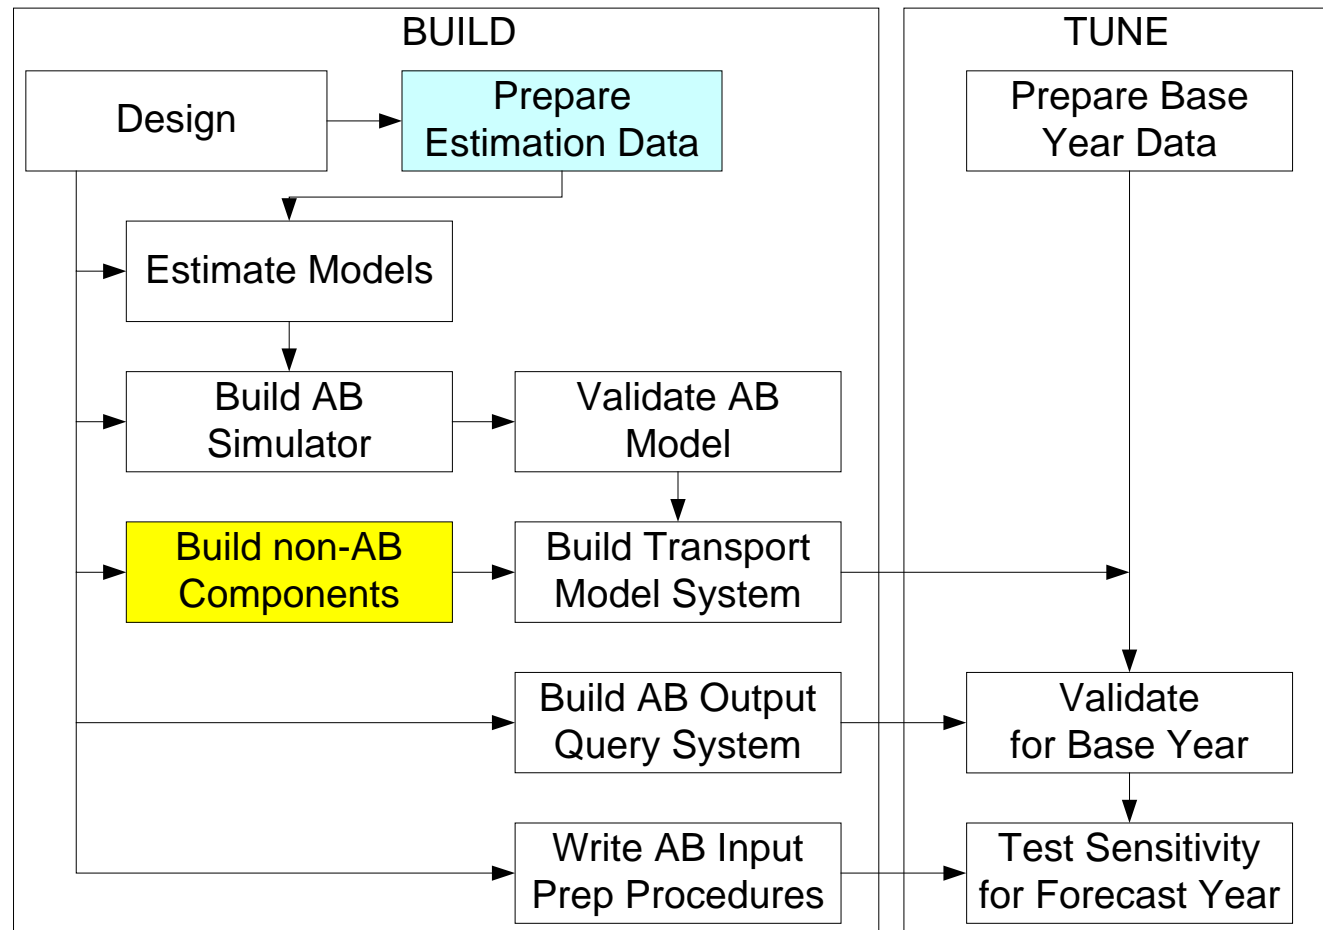 BUILD
Design
Prepare
Estimation Data
Estimate Models
Build AB
Simulator
Validate AB
Model
Build non-AB
Components
Build Transport
Model System
Build AB Output
Query System
Write AB Input
Prep Procedures
TUNE
Prepare Base
Year Data
Validate
for Base Year
Test Sensitivity
for Forecast Year